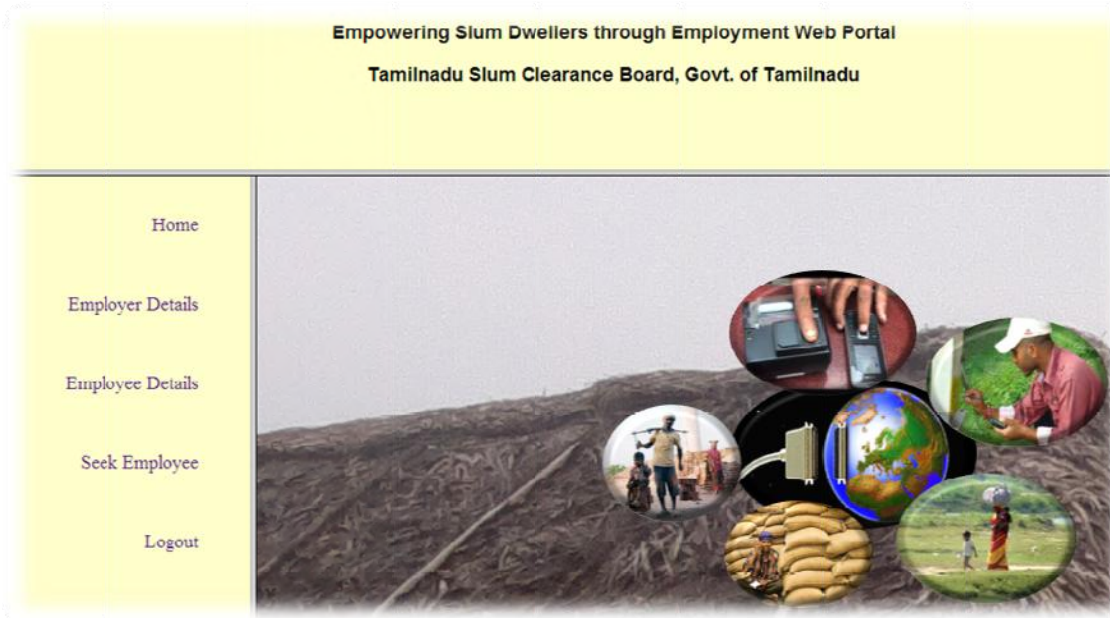 Empowering Slum Dwellers through Employment Web Portal
Tamilnadu Slum Clearance Board, Govt. of Tamilnadu
Home
Employer Details
Employee Details
Seek Employee
Logout